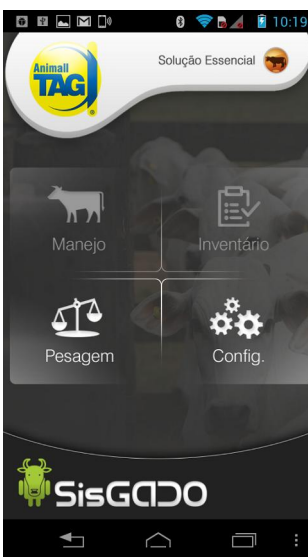 10:19
Animall
TAG
Solução Essencial
Manejo
Inventário
Pesagem
Config.
SisGADO